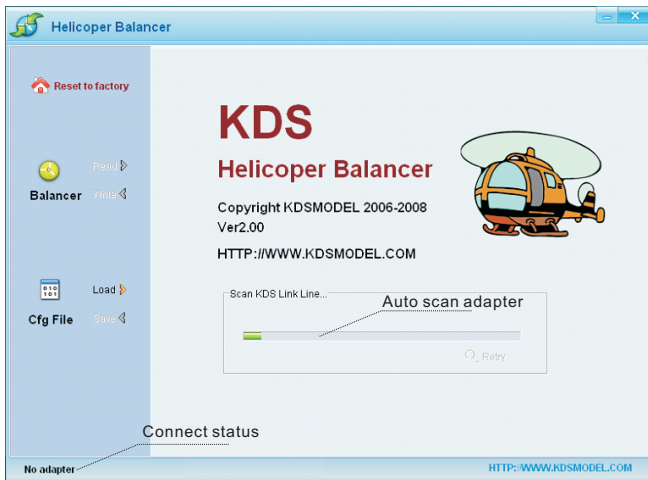 Helicoper Balancer
Reset to factory
KDS
Helicoper Balancer
Read
Balancer
Write
Copyright KDSMODEL 2006-2008
Ver2.00
HTTP://WWW.KDSMODEL.COM
010
101
Load
Cfg File
Save
Scan KDS Link Line...
Auto scan adapter
Retry
Connect status
No adapter
HTTP:/WWW.KDSMODEL.COM